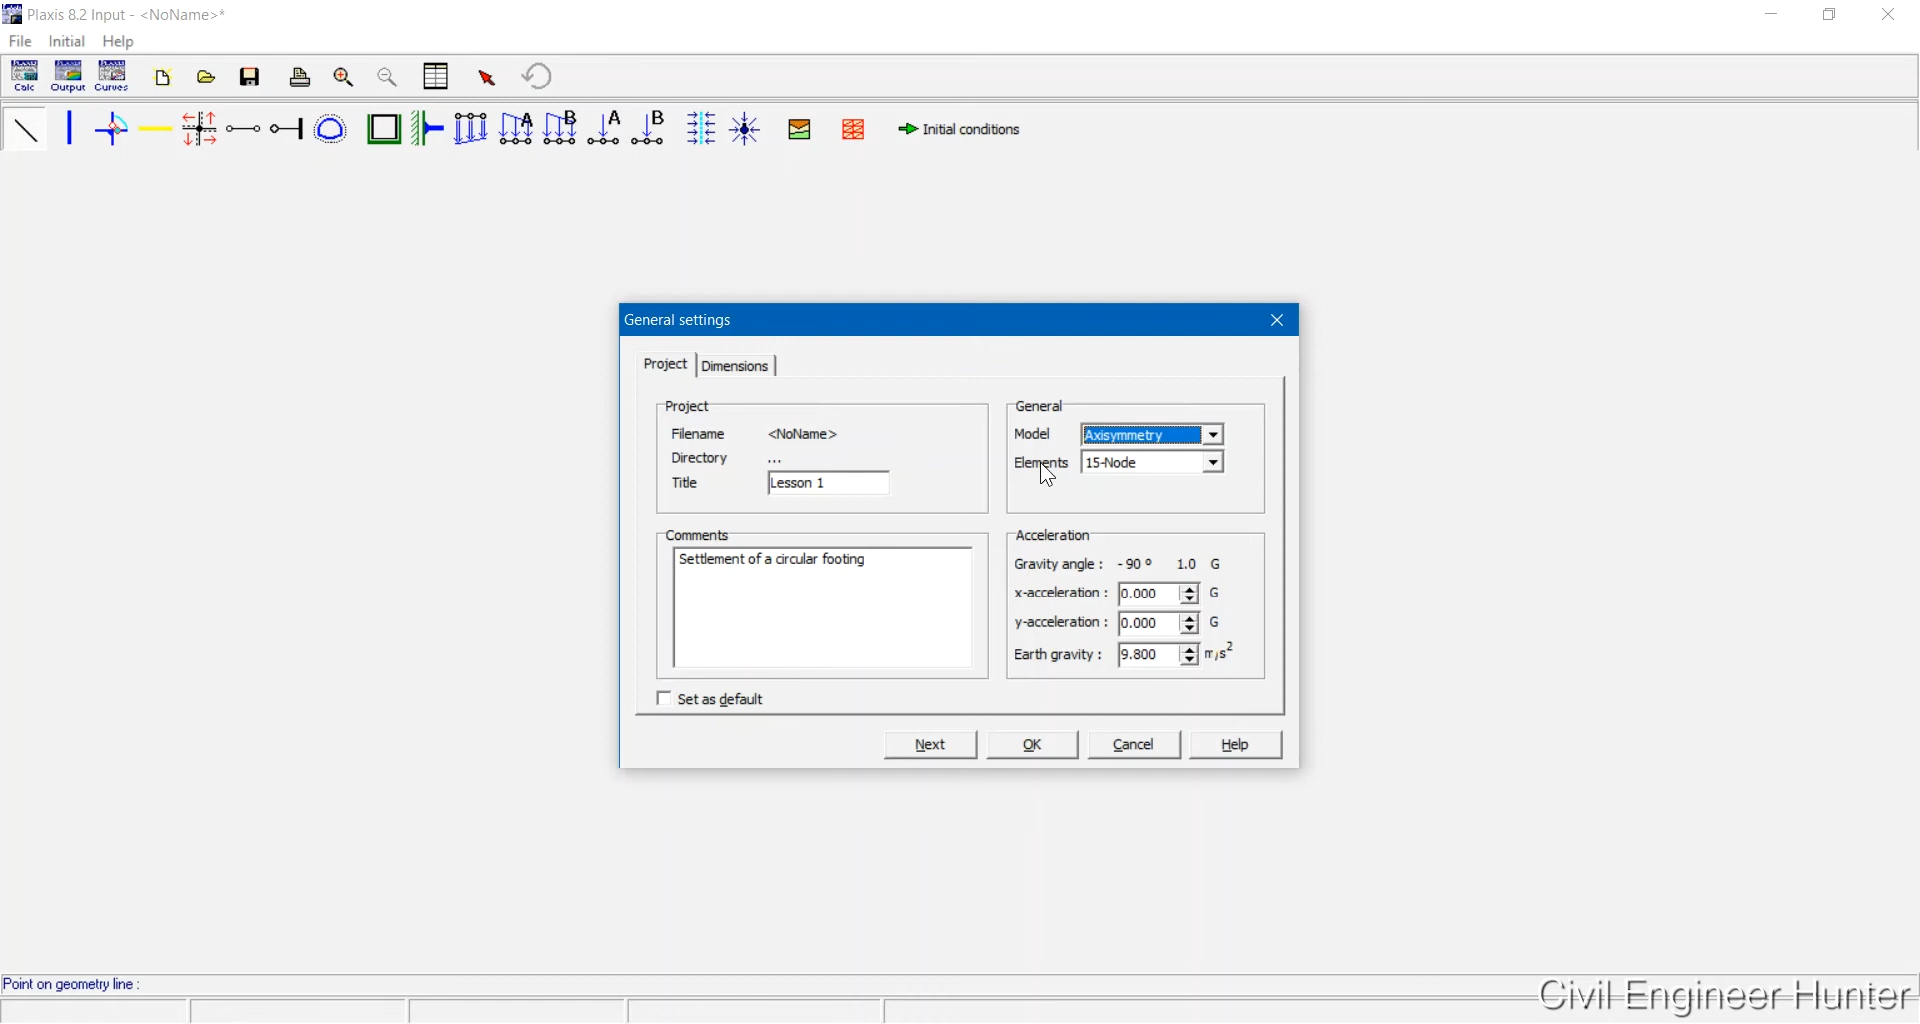 Plaxis 8.2 Input - <NoName>*
File Initial Help
Calc Output Curves
A B A B Initial conditions
General settings
Project Dimensions
Project
Filename <NoName>
Directory ...
Title Lesson 1
General
Model Axisymmetry
Elements 15-Node
Comments
Settlement of a circular footing
Acceleration
Gravity angle : - 90 º 1.0 G
x-acceleration : 0.000 G
y-acceleration : 0.000 G
Earth gravity : 9.800 m/s²
Set as default
Next OK Cancel Help
Point on geometry line :
Civil Engineer Hunter